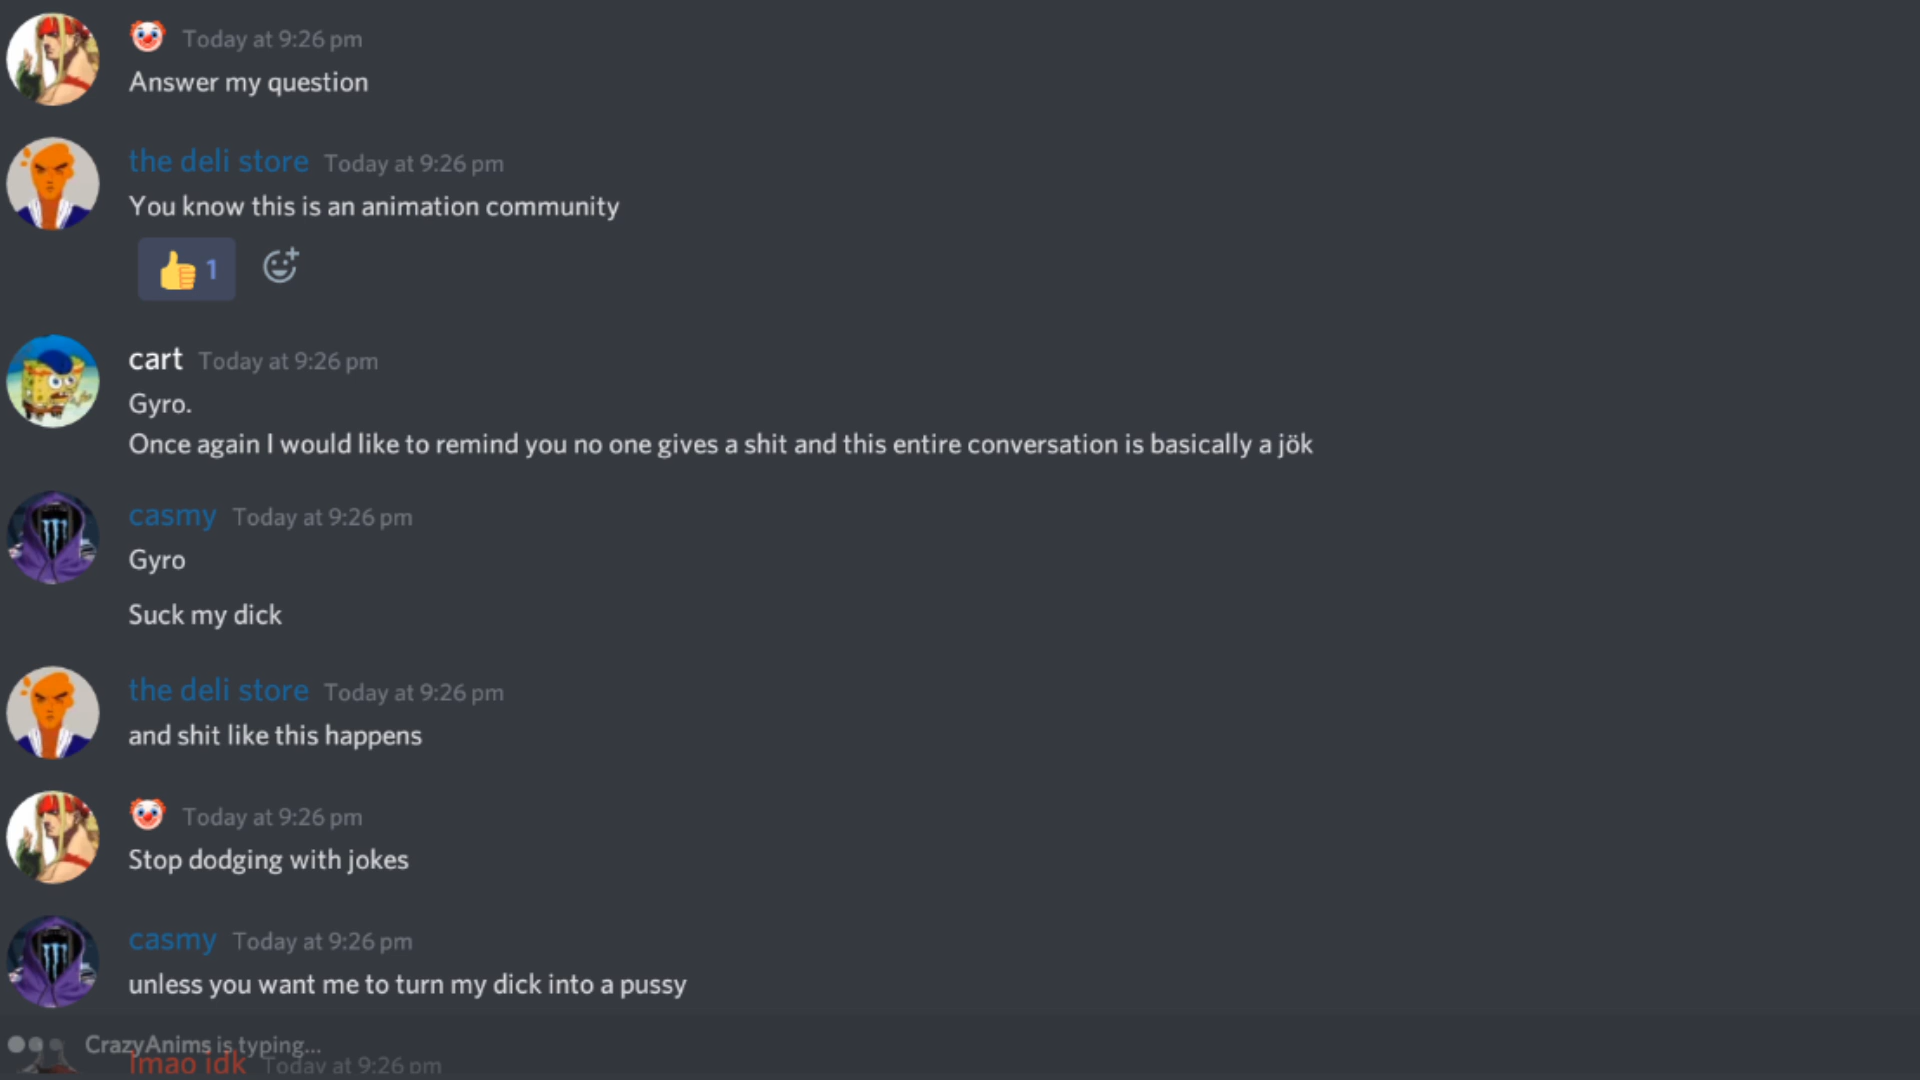 🤡 Today at 9:26 pm
Answer my question
the deli store Today at 9:26 pm
You know this is an animation community
👍 1
cart Today at 9:26 pm
Gyro.
Once again I would like to remind you no one gives a shit and this entire conversation is basically a jök
casmy Today at 9:26 pm
Gyro
Suck my dick
the deli store Today at 9:26 pm
and shit like this happens
🤡 Today at 9:26 pm
Stop dodging with jokes
casmy Today at 9:26 pm
unless you want me to turn my dick into a pussy
CrazyAnims is typing...
lmao idk Today at 9:26 pm